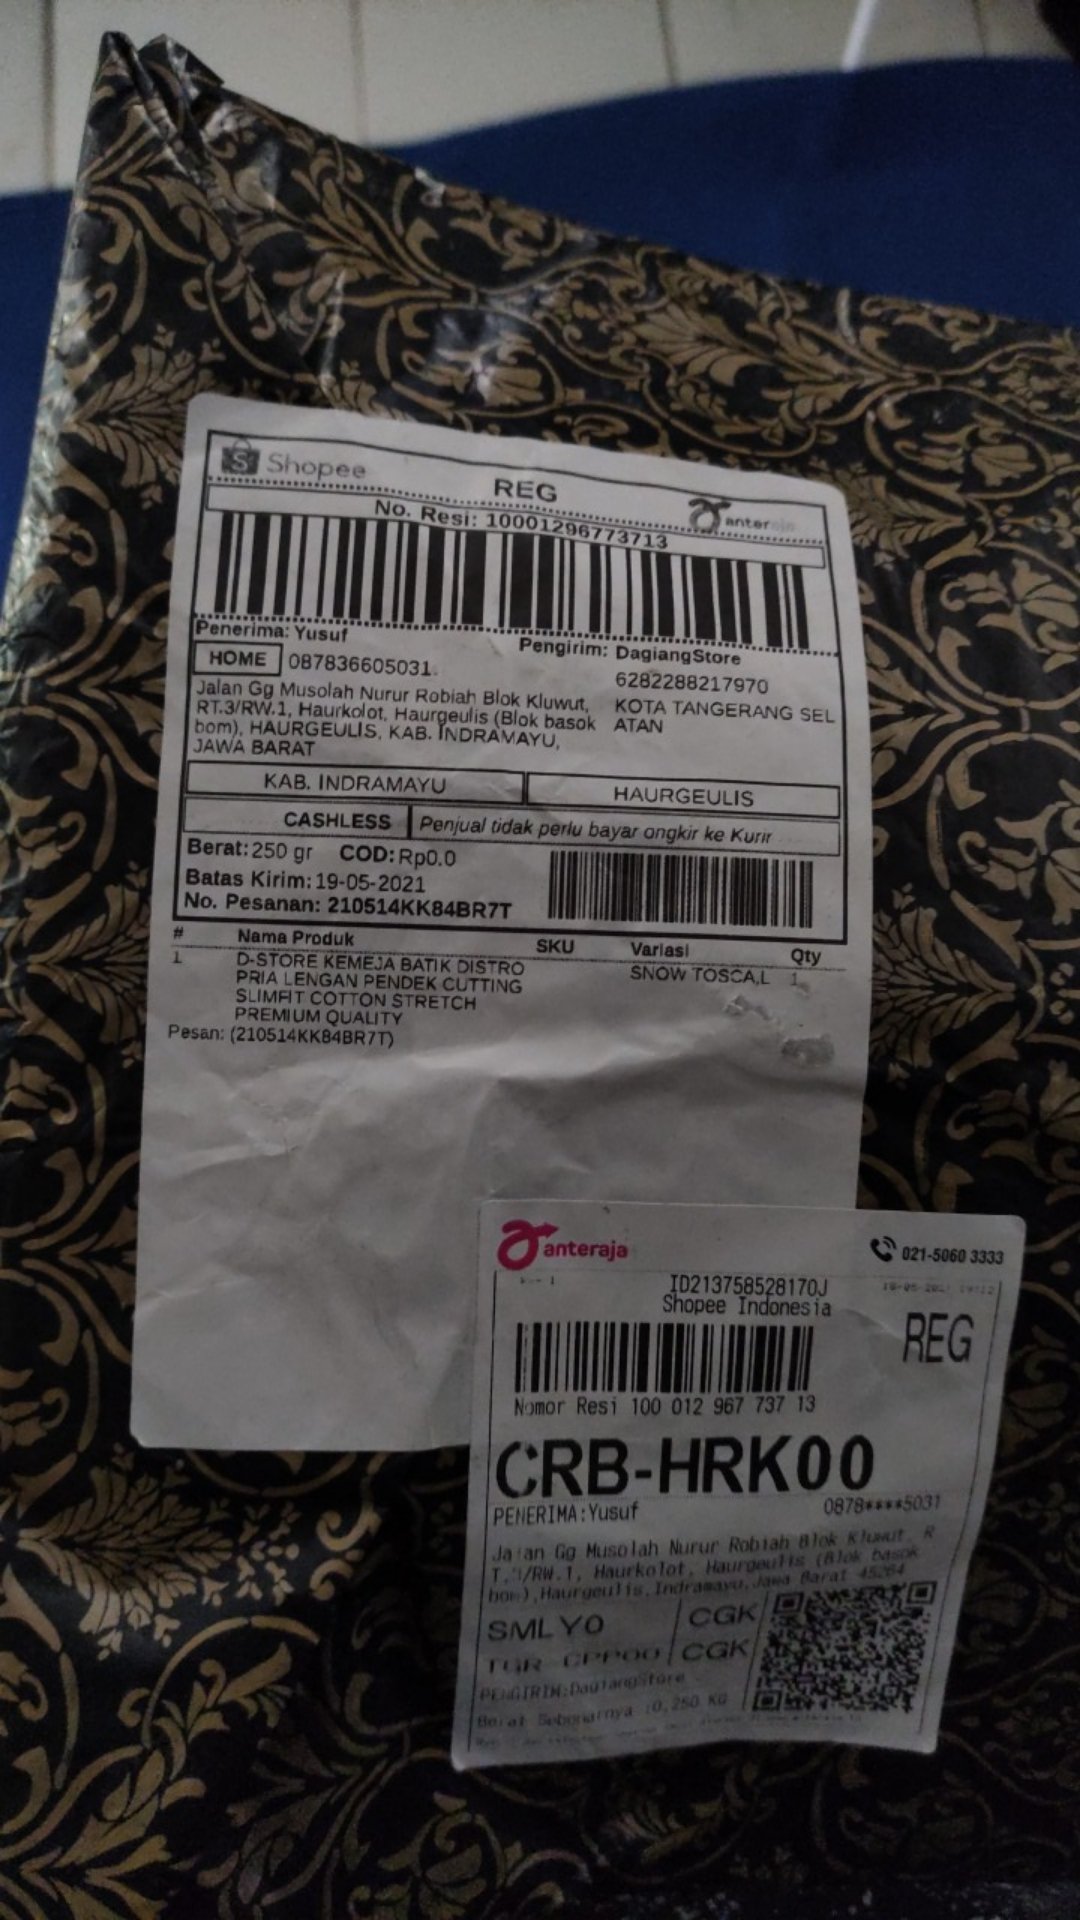 Shopee
REG
anter
No. Resi: 10001296773713
Penerima: Yusuf
Pengirim: DagiangStore
HOME 087836605031
6282288217970
Jalan Gg Musolah Nurur Robiah Blok Kluwut,
RT.3/RW.1, Haurkolot, Haurgeulis (Blok basok
bom), HAURGEULIS, KAB. INDRAMAYU,
JAWA BARAT
KOTA TANGERANG SEL
ATAN
KAB. INDRAMAYU
HAURGEULIS
CASHLESS
Penjual tidak perlu bayar ongkir ke Kurir
Berat: 250 gr COD: Rp0.0
Batas Kirim: 19-05-2021
No. Pesanan: 210514KK84BR7T
# Nama Produk SKU Variasi Qty
1 D-STORE KEMEJA BATIK DISTRO SNOW TOSCA,L 1
PRIA LENGAN PENDEK CUTTING
SLIMFIT COTTON STRETCH
PREMIUM QUALITY
Pesan: (210514KK84BR7T)
anteraja
021-5060 3333
ID213758528170J
Shopee Indonesia
REG
Nomor Resi 100 012 967 737 13
CRB-HRK00
PENERIMA:Yusuf 0878****5031
Jalan Gg Musolah Nurur Robiah Blok Kluwut, R
T.3/RW.1, Haurkolot, Haurgeulis (Blok basok
bom),Haurgeulis,Indramayu,Jawa Barat 45264
SMLY0 CGK
TGR CPP00 CGK
PENGIRIM:DagiangStore
Berat Sebenarnya :0,250 KG